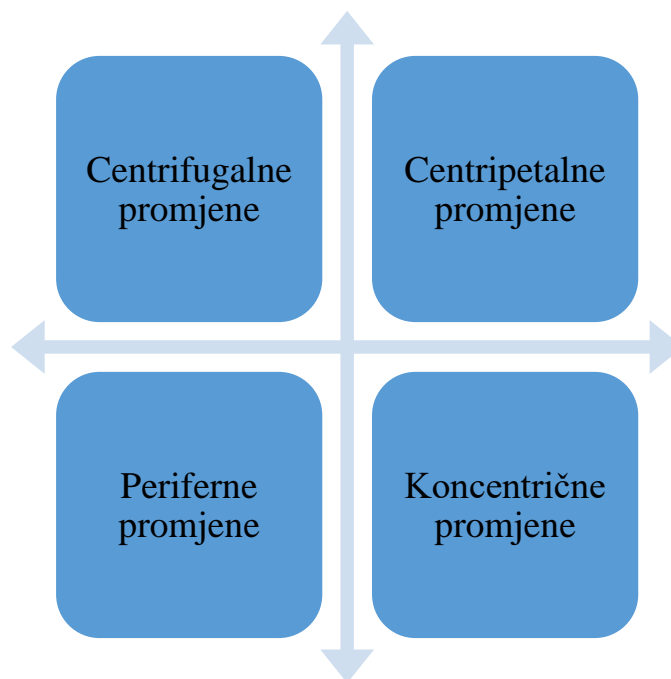 Centrifugalne
promjene
Centripetalne
promjene
Periferne
promjene
Koncentrične
promjene